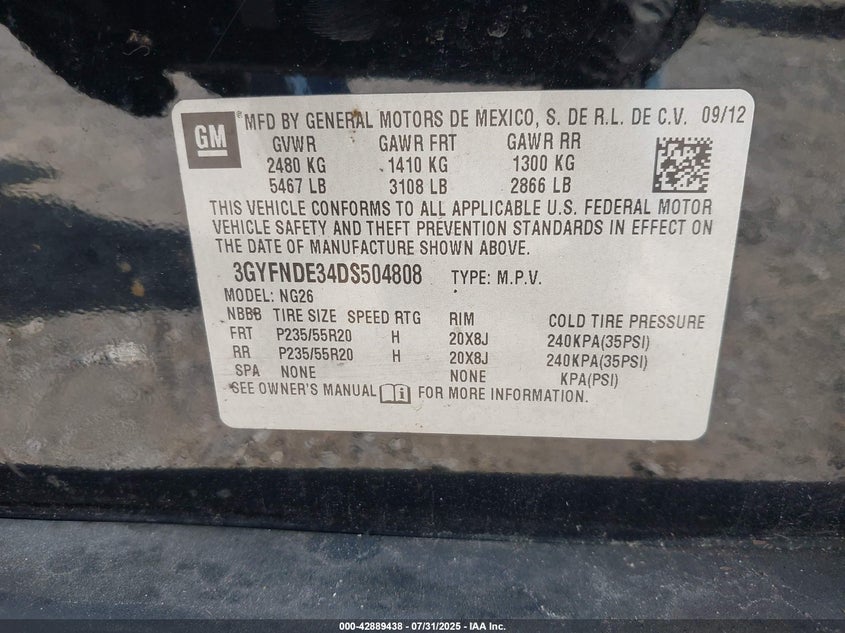 GM ® MFD BY GENERAL MOTORS DE MEXICO, S. DE R.L. DE C.V. 09/12
GVWR GAWR FRT GAWR RR
2480 KG 1410 KG 1300 KG
5467 LB 3108 LB 2866 LB
THIS VEHICLE CONFORMS TO ALL APPLICABLE U.S. FEDERAL MOTOR
VEHICLE SAFETY AND THEFT PREVENTION STANDARDS IN EFFECT ON
THE DATE OF MANUFACTURE SHOWN ABOVE.
3GYFNDE34DS504808 TYPE: M.P.V.
MODEL: NG26
NBBB TIRE SIZE SPEED RTG RIM COLD TIRE PRESSURE
FRT P235/55R20 H 20X8J 240KPA(35PSI)
RR P235/55R20 H 20X8J 240KPA(35PSI)
SPA NONE NONE KPA(PSI)
SEE OWNER'S MANUAL FOR MORE INFORMATION.
000-42889438 - 07/31/2025 - IAA Inc.